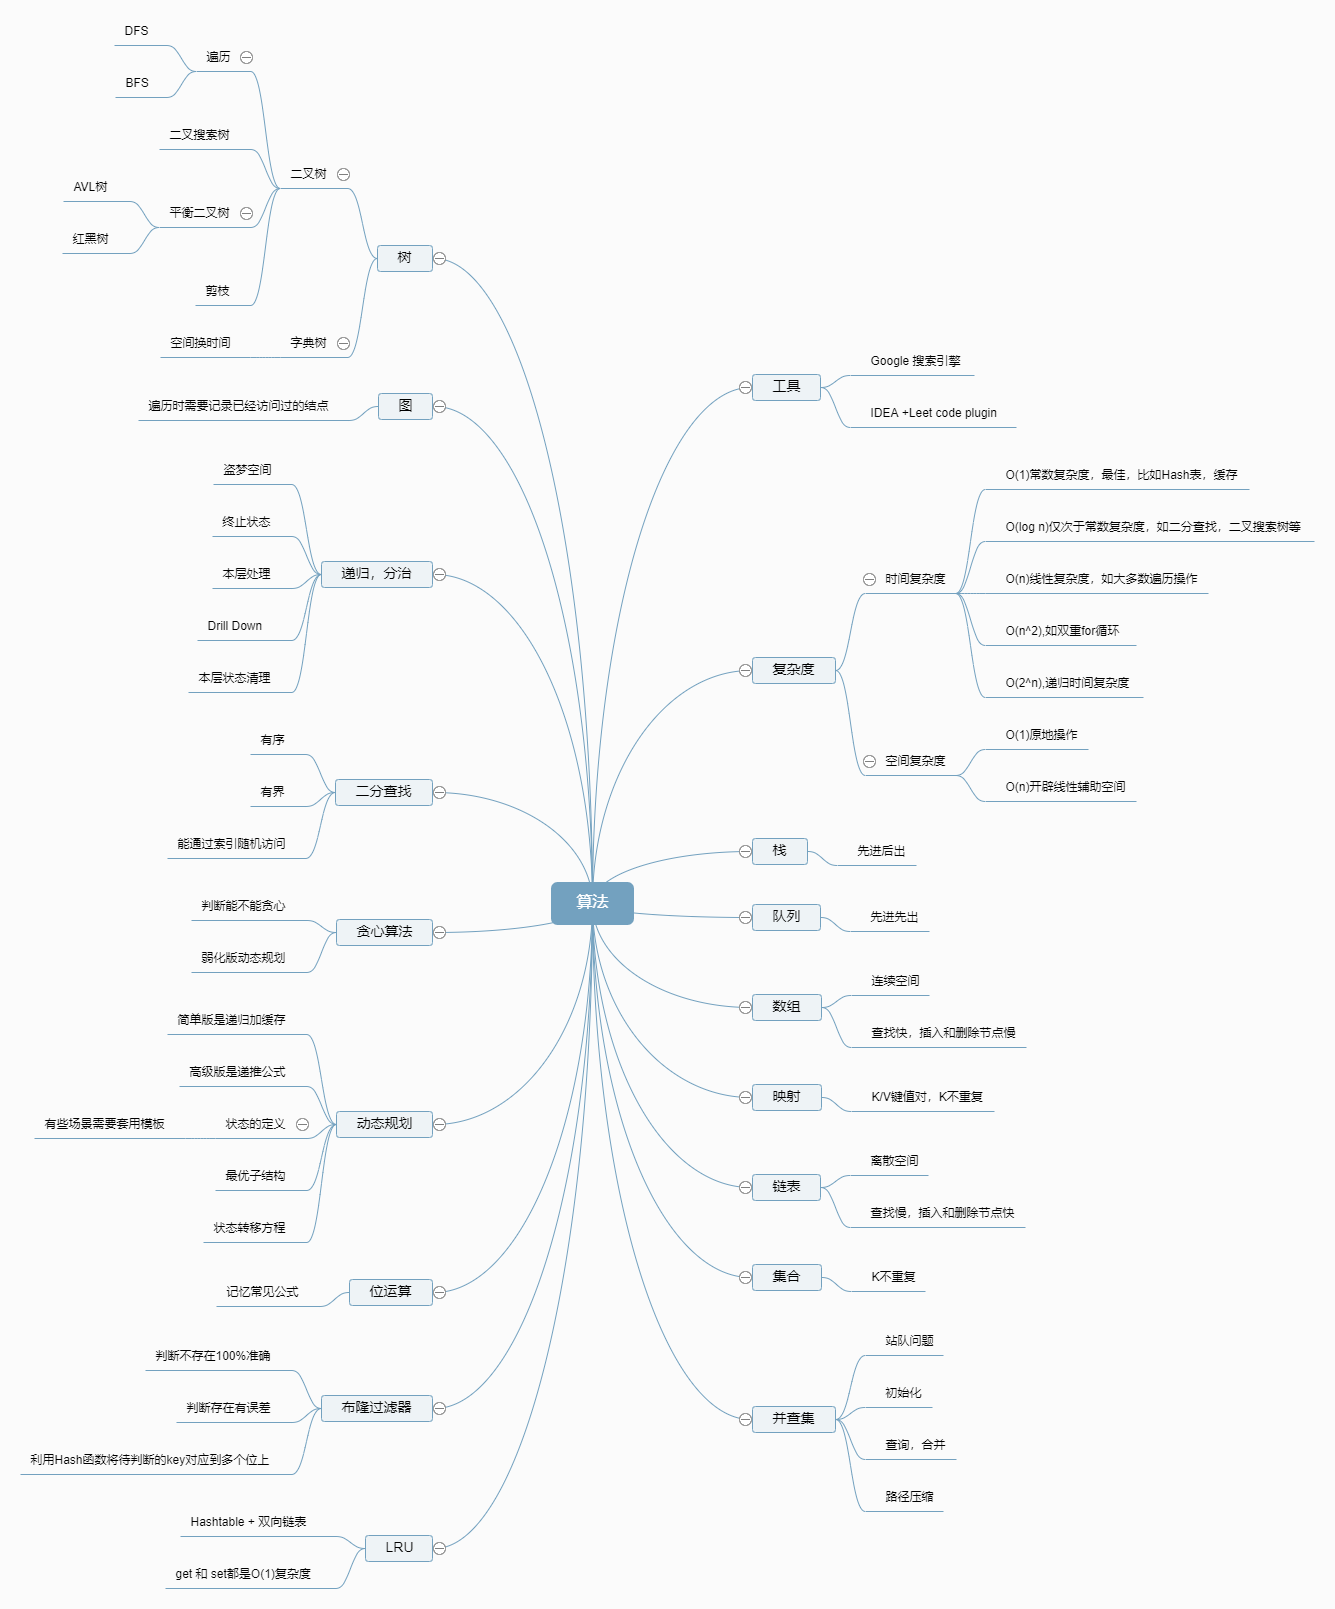 算法
工具
Google 搜索引擎
IDEA +Leet code plugin
复杂度
时间复杂度
O(1)常数复杂度，最佳，比如Hash表，缓存
O(log n)仅次于常数复杂度，如二分查找，二叉搜索树等
O(n)线性复杂度，如大多数遍历操作
O(n^2),如双重for循环
O(2^n),递归时间复杂度
空间复杂度
O(1)原地操作
O(n)开辟线性辅助空间
栈
先进后出
队列
先进先出
数组
连续空间
查找快，插入和删除节点慢
映射
K/V键值对，K不重复
链表
离散空间
查找慢，插入和删除节点快
集合
K不重复
并查集
站队问题
初始化
查询，合并
路径压缩
树
二叉树
遍历
DFS
BFS
二叉搜索树
平衡二叉树
AVL树
红黑树
剪枝
字典树
空间换时间
图
遍历时需要记录已经访问过的结点
递归，分治
盗梦空间
终止状态
本层处理
Drill Down
本层状态清理
二分查找
有序
有界
能通过索引随机访问
贪心算法
判断能不能贪心
弱化版动态规划
动态规划
简单版是递归加缓存
高级版是递推公式
状态的定义
有些场景需要套用模板
最优子结构
状态转移方程
位运算
记忆常见公式
布隆过滤器
判断不存在100%准确
判断存在有误差
利用Hash函数将待判断的key对应到多个位上
LRU
Hashtable + 双向链表
get 和 set都是O(1)复杂度